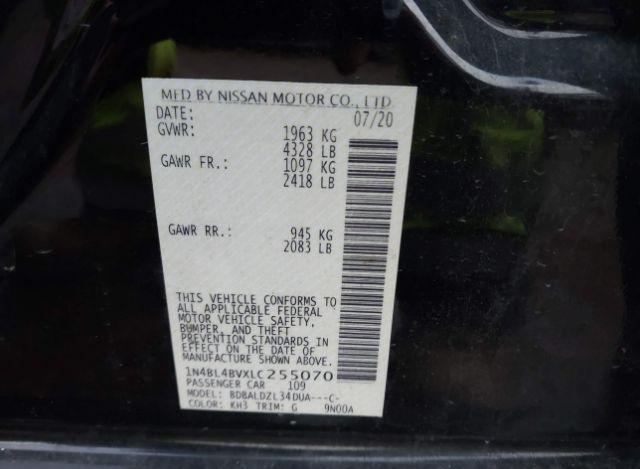 MFD BY NISSAN MOTOR CO., LTD.
DATE: 07/20
GVWR: 1963 KG
4328 LB
GAWR FR.: 1097 KG
2418 LB
GAWR RR.: 945 KG
2083 LB
THIS VEHICLE CONFORMS TO
ALL APPLICABLE FEDERAL
MOTOR VEHICLE SAFETY,
BUMPER, AND THEFT
PREVENTION STANDARDS IN
EFFECT ON THE DATE OF
MANUFACTURE SHOWN ABOVE.
1N4BL4BVXLC255070
PASSENGER CAR 109
MODEL: BDBALDZL34DUA---C-
COLOR: KH3 TRIM: G 9N00A